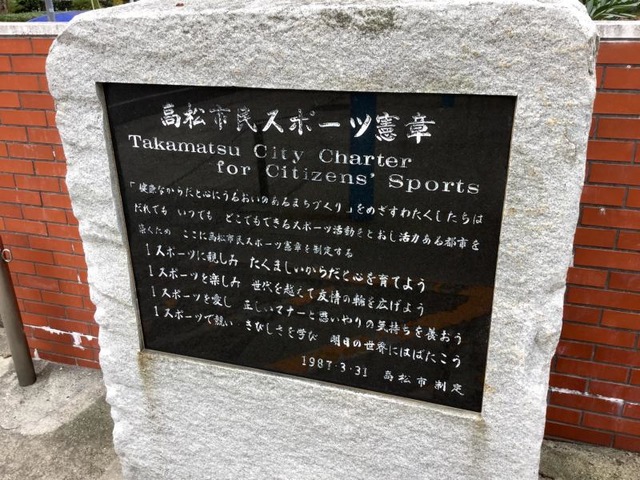 高松市民スポーツ憲章
Takamatsu City Charter
for Citizens' Sports
「健康なからだと心にうるおいのあるまちづくり」をめざすわたくしたちは
だれでも いつでも どこでもできるスポーツ活動をとおし活力ある都市を
築くため ここに高松市民スポーツ憲章を制定する
1 スポーツに親しみ たくましいからだと心を育てよう
1 スポーツを楽しみ 世代を越えて友情の輪を広げよう
1 スポーツを愛し 正しいマナーと思いやりの気持ちを養おう
1 スポーツで競い きびしさを学び 明日の世界にはばたこう
1987・3・31 高松市制定